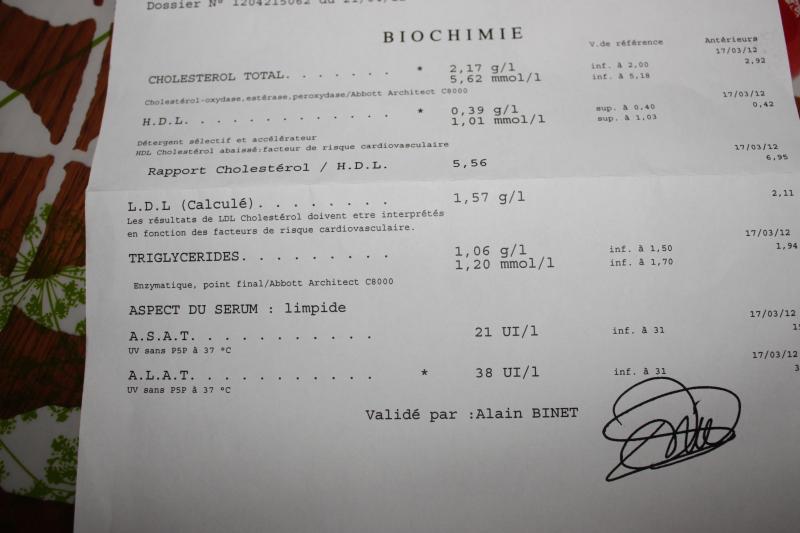 Dossier N° 1204215062 du 21/04/12
BIOCHIMIE
V.de référence Antérieurs
17/03/12
CHOLESTEROL TOTAL. . . . . . . * 2,17 g/l inf. à 2,00 2,92
5,62 mmol/l inf. à 5,18
Cholestérol-oxydase,estérase,peroxydase/Abbott Architect C8000
17/03/12
H.D.L. . . . . . . . . . . . . * 0,39 g/l sup. à 0,40 0,42
1,01 mmol/l sup. à 1,03
Détergent sélectif et accélérateur
HDL Cholestérol abaissé:facteur de risque cardiovasculaire
17/03/12
Rapport Cholestérol / H.D.L. 5,56 6,95
L.D.L (Calculé). . . . . . . . 1,57 g/l 2,11
Les résultats de LDL Cholestérol doivent etre interprétés
en fonction des facteurs de risque cardiovasculaire.
17/03/12
TRIGLYCERIDES. . . . . . . . . 1,06 g/l inf. à 1,50 1,94
1,20 mmol/l inf. à 1,70
Enzymatique, point final/Abbott Architect C8000
ASPECT DU SERUM : limpide
17/03/12
A.S.A.T. . . . . . . . . . . . 21 UI/l inf. à 31
UV sans P5P à 37 °C
17/03/12
A.L.A.T. . . . . . . . . . . . * 38 UI/l inf. à 31
UV sans P5P à 37 °C
Validé par :Alain BINET